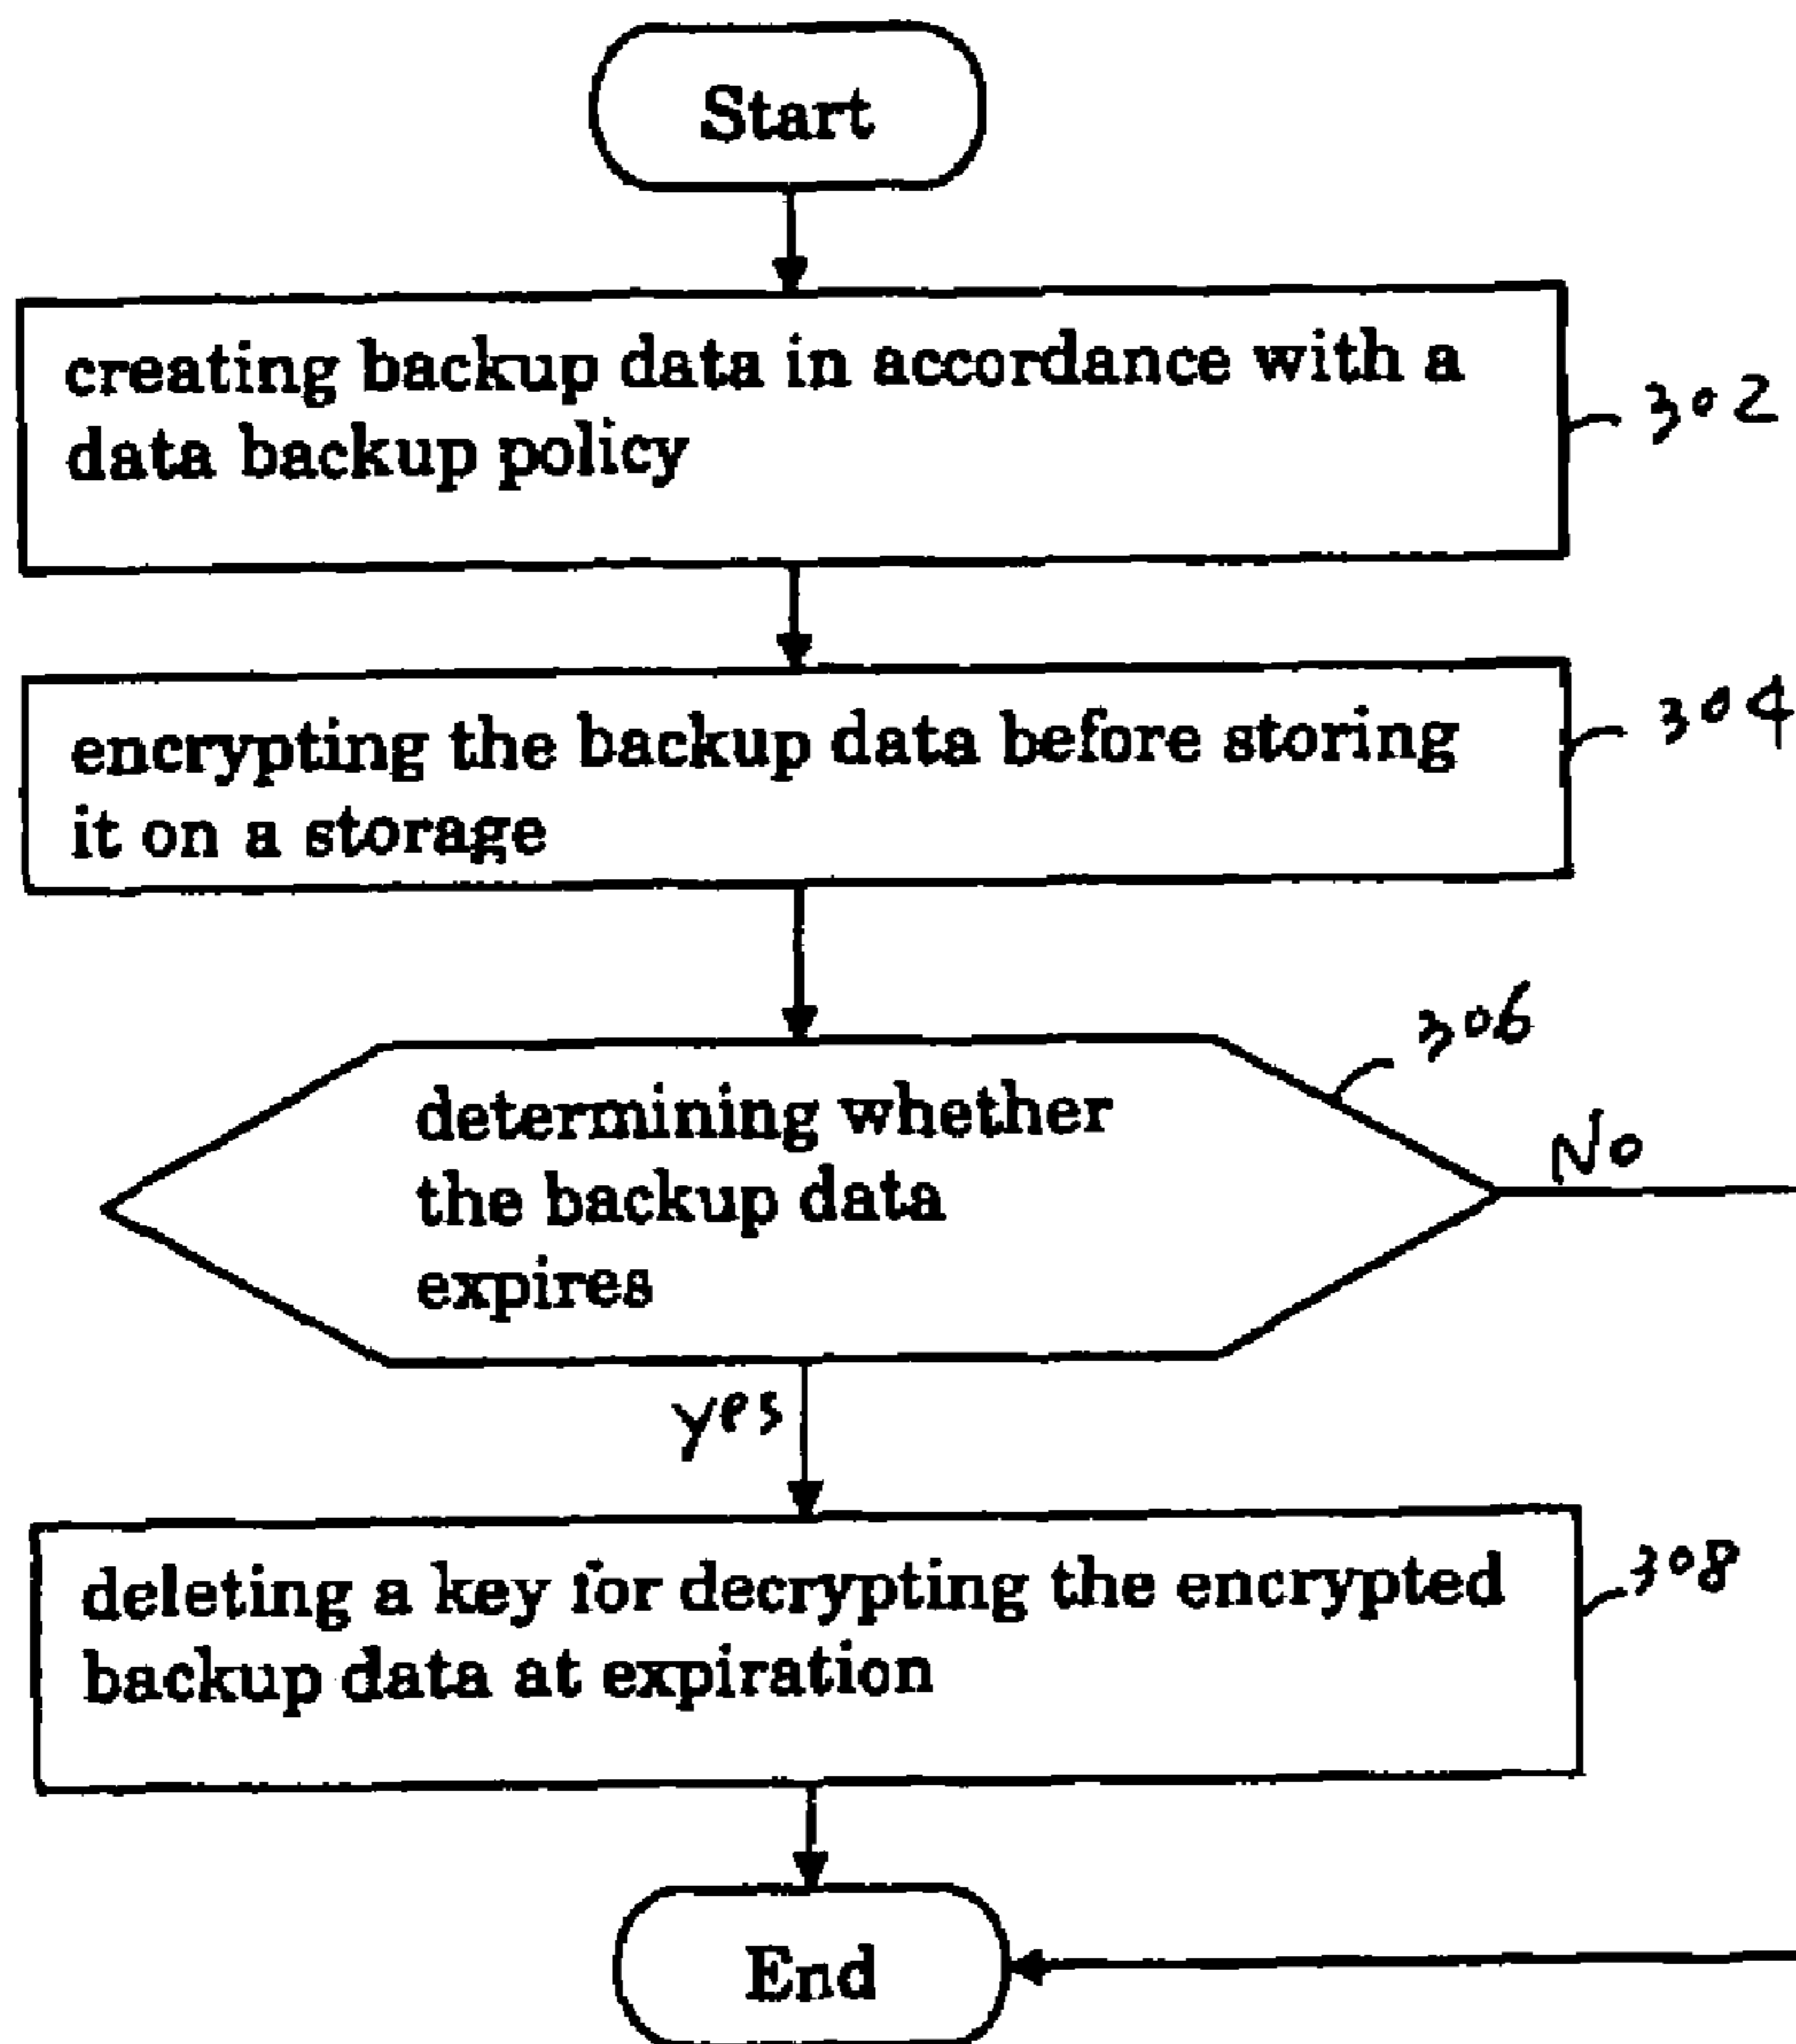 Start
creating backup data in accordance with a
data backup policy
302
encrypting the backup data before storing
it on a storage
304
306
determining whether
the backup data
expires
No
yes
deleting a key for decrypting the encrypted
backup data at expiration
308
End